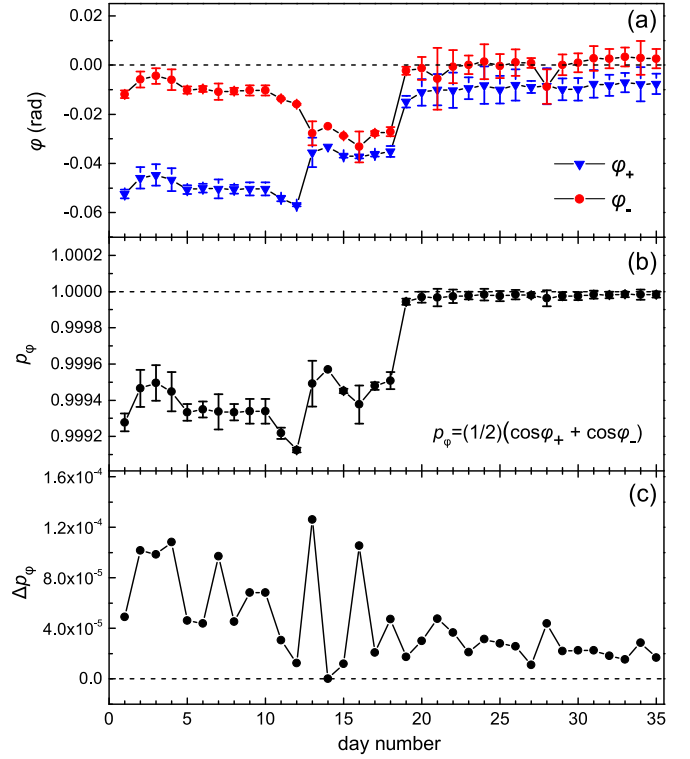 0.02
0.00
-0.02
-0.04
-0.06
φ (rad)
(a)
φ₊
φ₋
1.0002
1.0000
0.9998
0.9996
0.9994
0.9992
pφ
(b)
pφ=(1/2)(cosφ₊ + cosφ₋)
1.6x10⁻⁴
1.2x10⁻⁴
8.0x10⁻⁵
4.0x10⁻⁵
0.0
Δpφ
(c)
0 5 10 15 20 25 30 35
day number